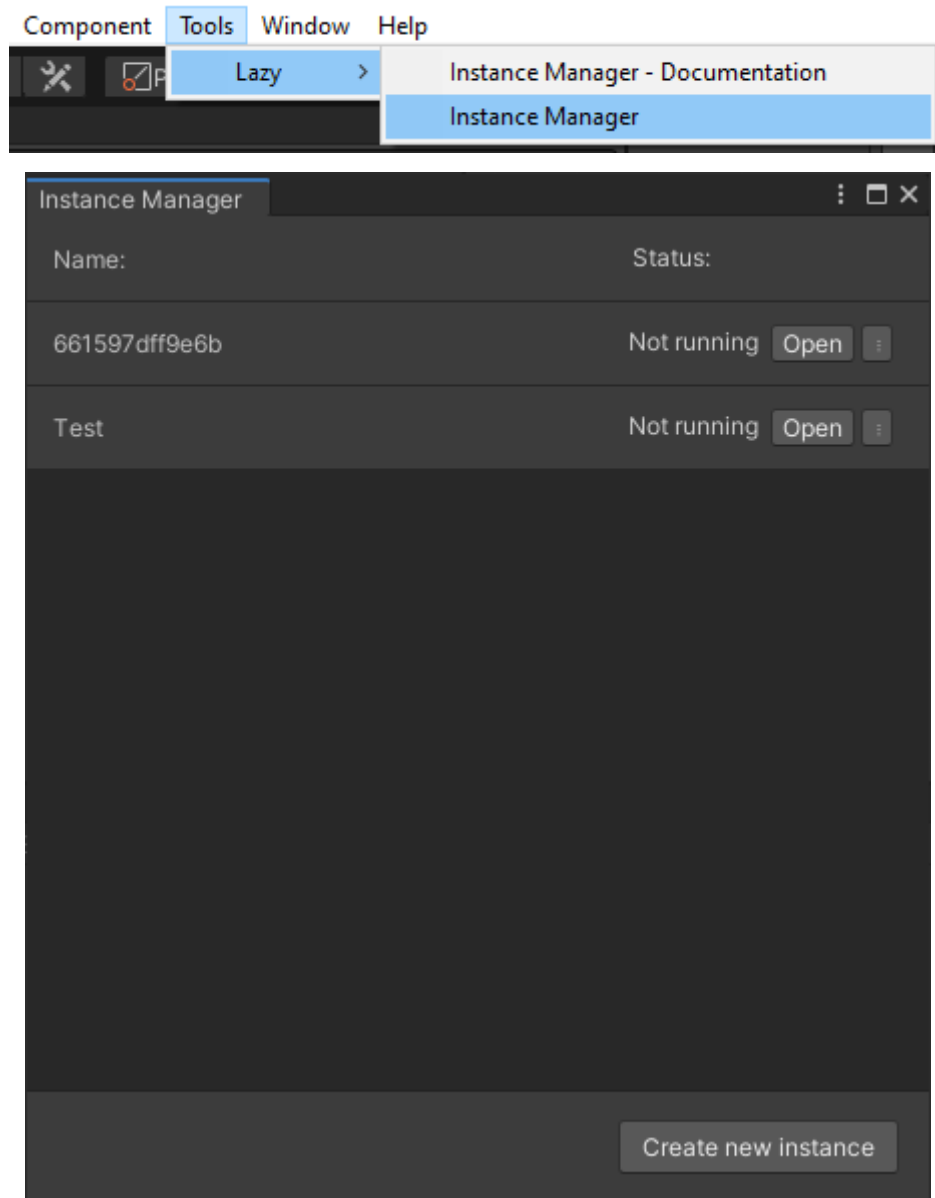 Component Tools Window Help
P Lazy > Instance Manager - Documentation
Instance Manager
Instance Manager
Name: Status:
661597dff9e6b Not running Open
Test Not running Open
Create new instance